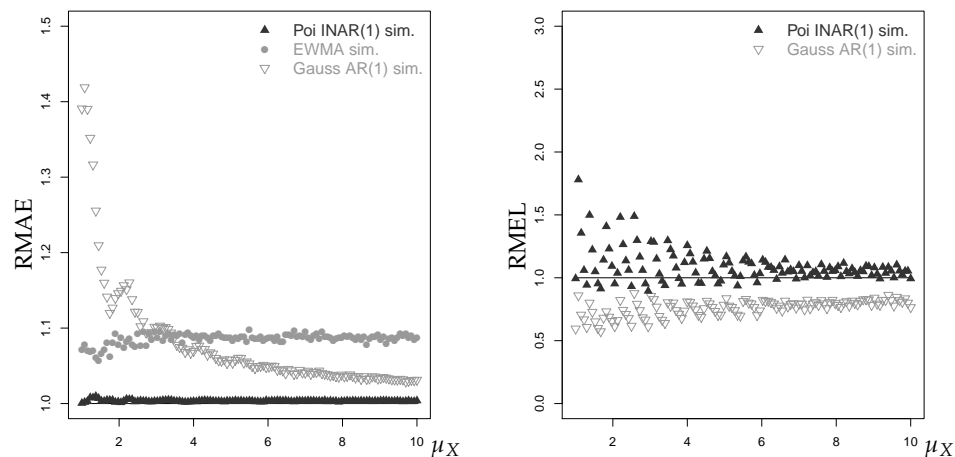 RMAE
1.5
1.4
1.3
1.2
1.1
1.0
Poi INAR(1) sim.
EWMA sim.
Gauss AR(1) sim.
2 4 6 8 10 μX
RMEL
3.0
2.5
2.0
1.5
1.0
0.5
0.0
Poi INAR(1) sim.
Gauss AR(1) sim.
2 4 6 8 10 μX